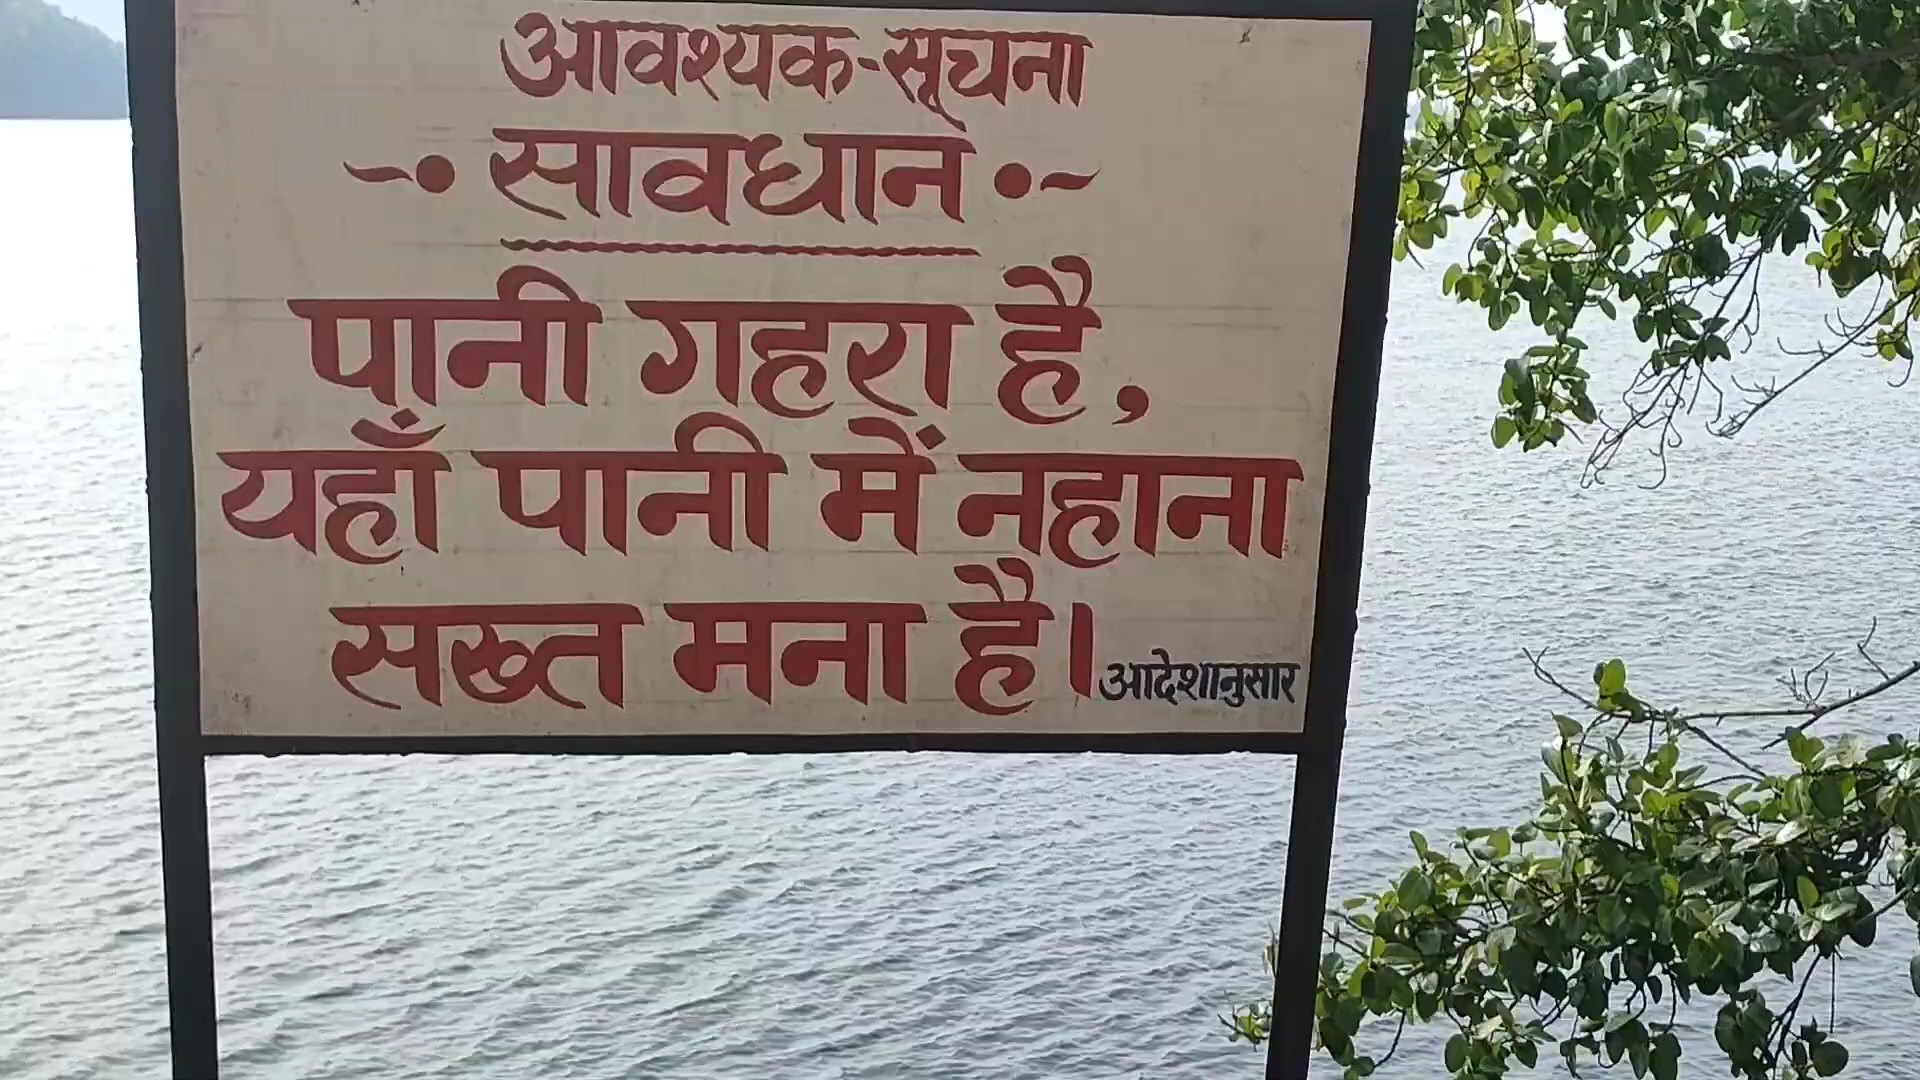 आवश्यक-सूचना
सावधान
पानी गहरा है,
यहाँ पानी में नहाना
सख्त मना है।
आदेशानुसार